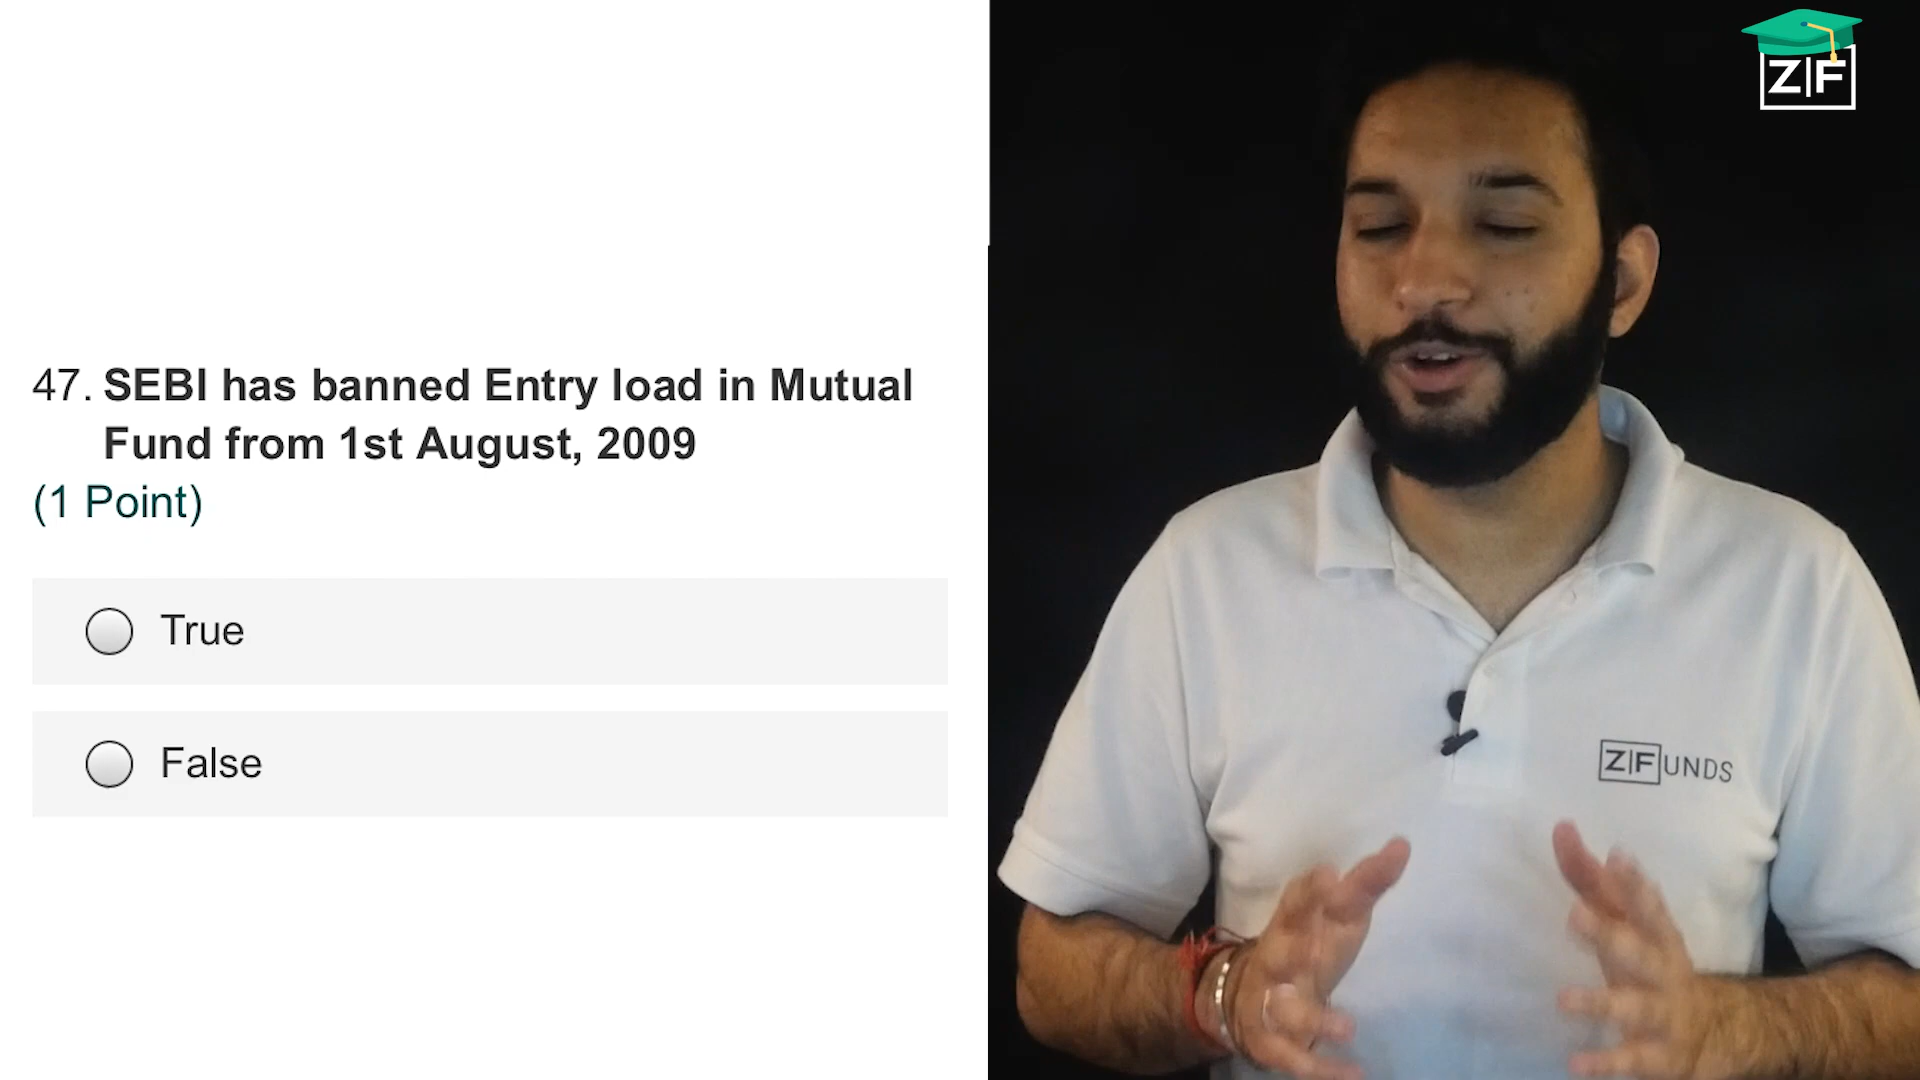 47. SEBI has banned Entry load in Mutual
Fund from 1st August, 2009
(1 Point)
True
False
Z|F
Z|FUNDS